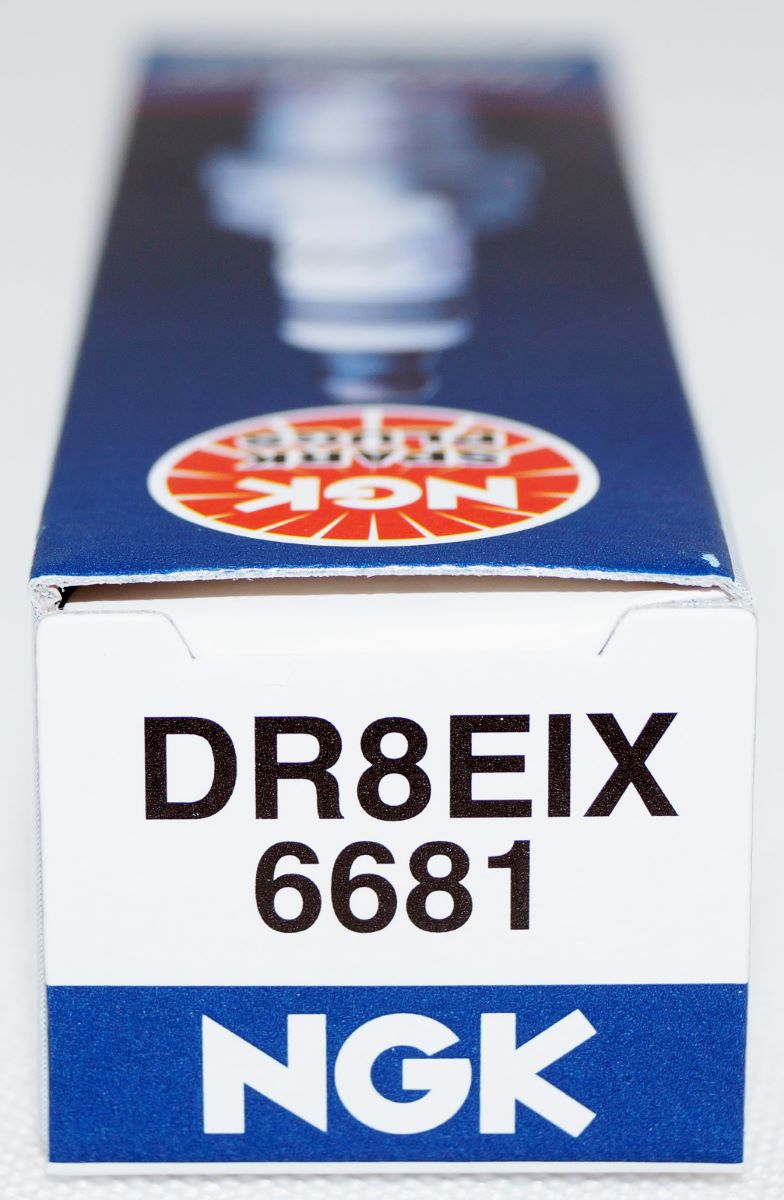 NGK
SPARK
PLUGS
DR8EIX
6681
NGK